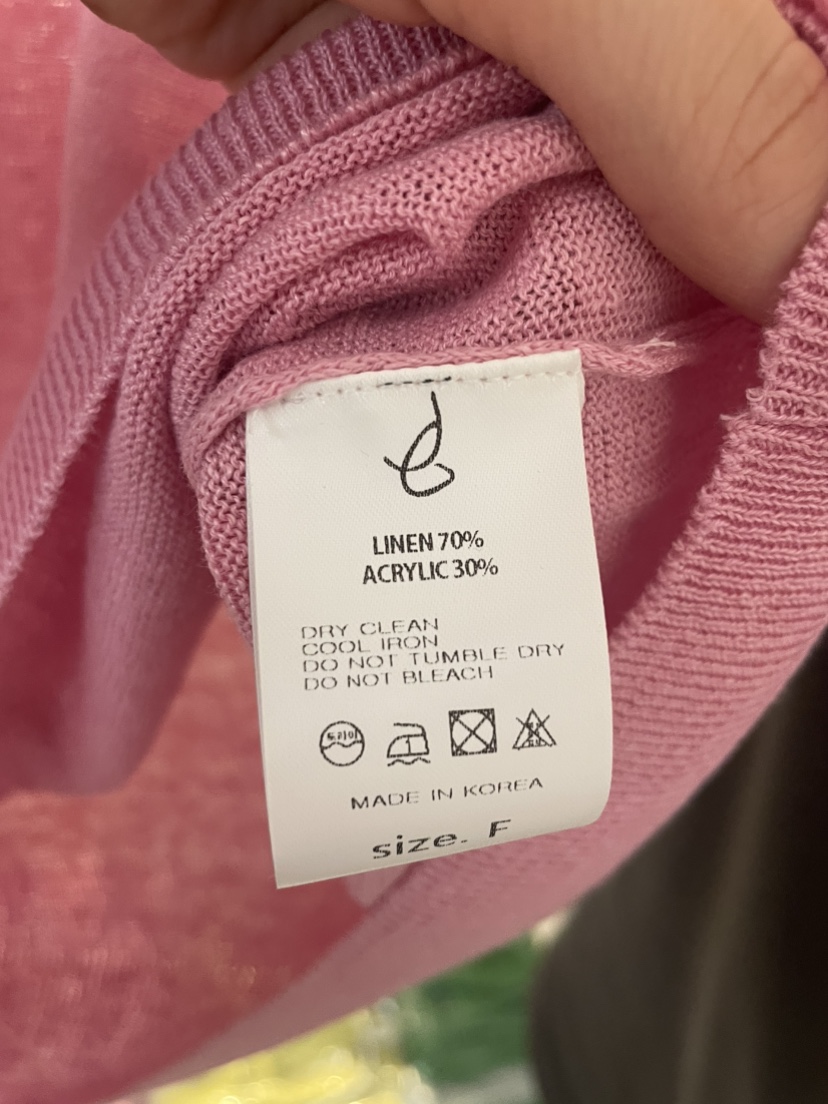 LINEN 70%
ACRYLIC 30%
DRY CLEAN
COOL IRON
DO NOT TUMBLE DRY
DO NOT BLEACH
드라이
MADE IN KOREA
size. F